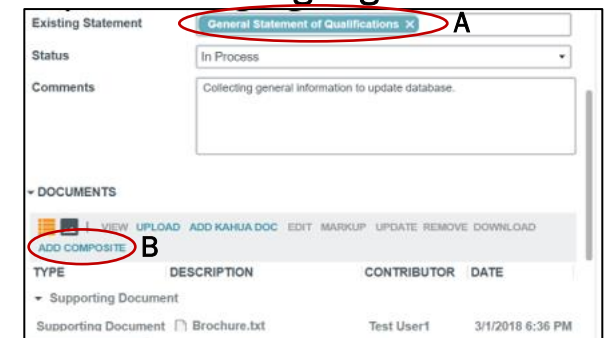 Existing Statement General Statement of Qualifications × A
Status In Process
Comments Collecting general information to update database.
DOCUMENTS
VIEW UPLOAD ADD KAHUA DOC EDIT MARKUP UPDATE REMOVE DOWNLOAD
ADD COMPOSITE B
TYPE DESCRIPTION CONTRIBUTOR DATE
Supporting Document
Supporting Document Brochure.txt Test User1 3/1/2018 6:36 PM